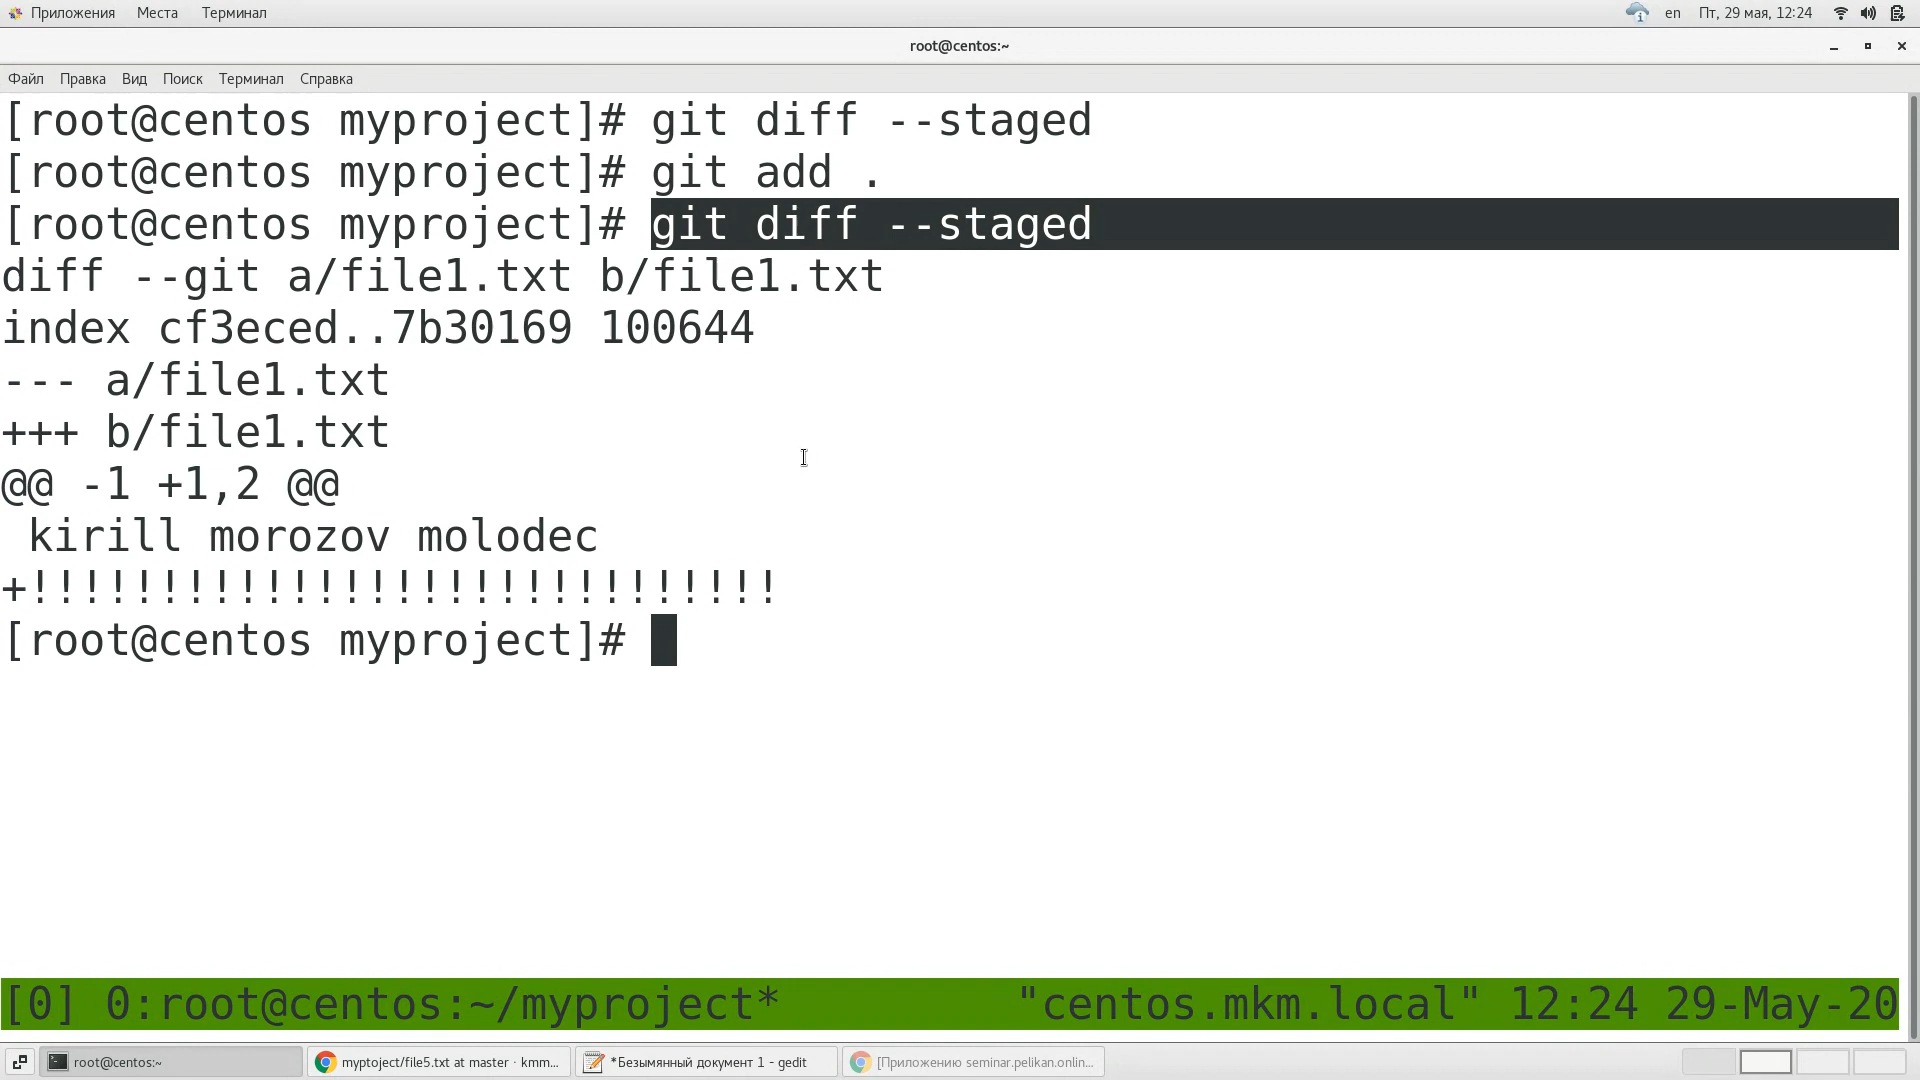 Приложения Места Терминал en Пт, 29 мая, 12:24
root@centos:~
Файл Правка Вид Поиск Терминал Справка
[root@centos myproject]# git diff --staged
[root@centos myproject]# git add .
[root@centos myproject]# git diff --staged
diff --git a/file1.txt b/file1.txt
index cf3eced..7b30169 100644
--- a/file1.txt
+++ b/file1.txt
@@ -1 +1,2 @@
 kirill morozov molodec
+!!!!!!!!!!!!!!!!!!!!!!!!!!!!!
[root@centos myproject]#
[0] 0:root@centos:~/myproject* "centos.mkm.local" 12:24 29-May-20
root@centos:~ myptoject/file5.txt at master · kmm... *Безымянный документ 1 - gedit [Приложению seminar.pelikan.onlin...